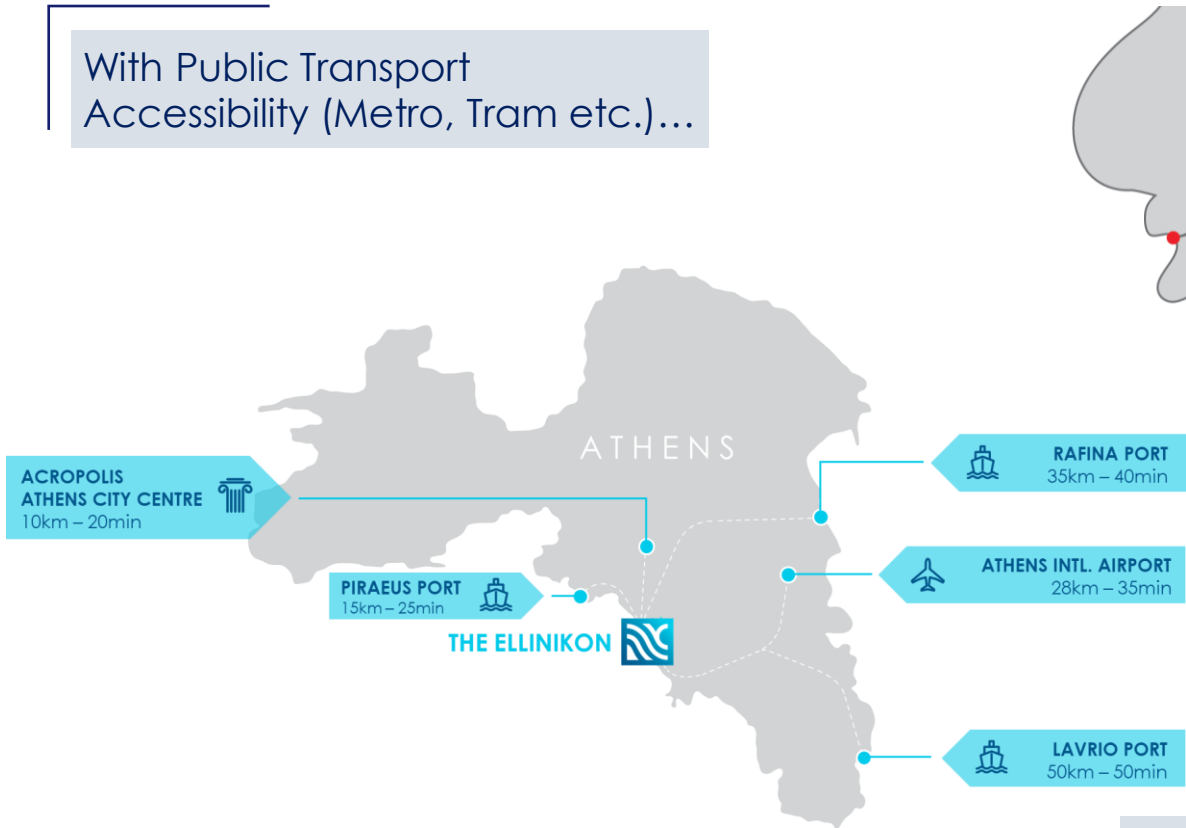 With Public Transport
Accessibility (Metro, Tram etc.)…
ATHENS
ACROPOLIS
ATHENS CITY CENTRE
10km – 20min
RAFINA PORT
35km – 40min
ATHENS INTL. AIRPORT
28km – 35min
PIRAEUS PORT
15km – 25min
THE ELLINIKON
LAVRIO PORT
50km – 50min